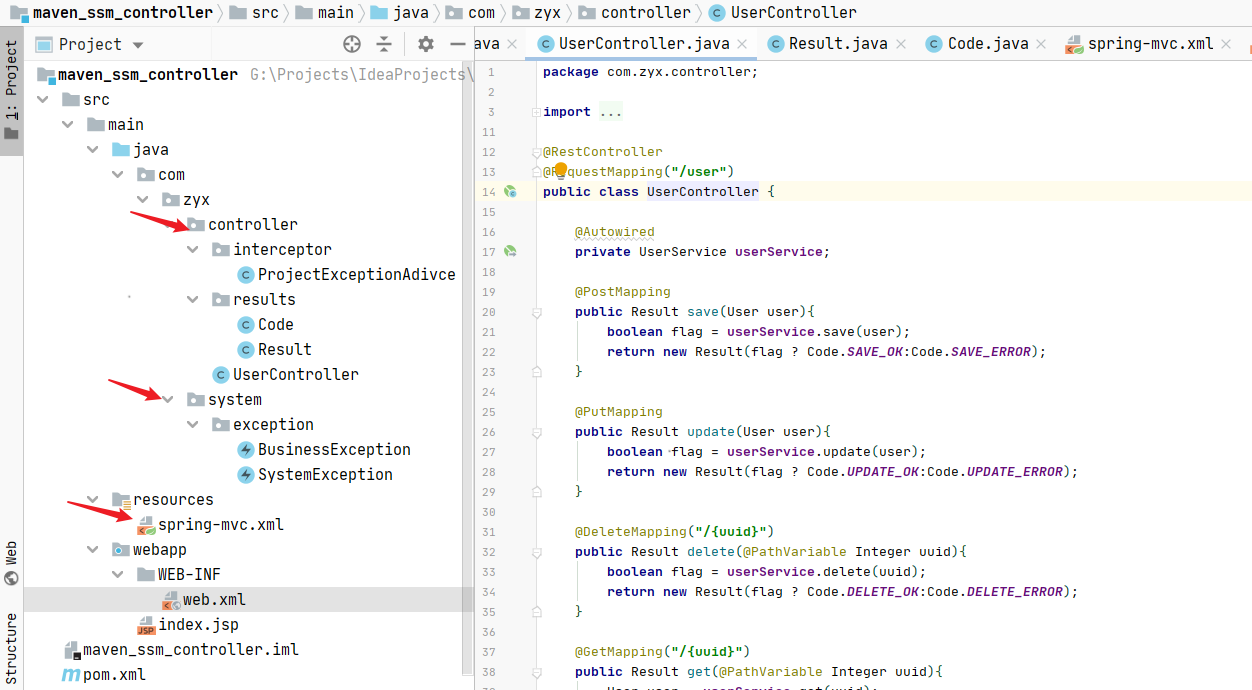 maven_ssm_controller src main java com zyx controller UserController
1: Project
Project
maven_ssm_controller G:\Projects\IdeaProjects\
src
main
java
com
zyx
controller
interceptor
ProjectExceptionAdivce
results
Code
Result
UserController
system
exception
BusinessException
SystemException
resources
spring-mvc.xml
webapp
WEB-INF
web.xml
index.jsp
maven_ssm_controller.iml
pom.xml
Web
Structure
ava UserController.java Result.java Code.java spring-mvc.xml
1 package com.zyx.controller;
2
3 import ...
11
12 @RestController
13 @RequestMapping("/user")
14 public class UserController {
15
16 @Autowired
17 private UserService userService;
18
19 @PostMapping
20 public Result save(User user){
21 boolean flag = userService.save(user);
22 return new Result(flag ? Code.SAVE_OK:Code.SAVE_ERROR);
23 }
24
25 @PutMapping
26 public Result update(User user){
27 boolean flag = userService.update(user);
28 return new Result(flag ? Code.UPDATE_OK:Code.UPDATE_ERROR);
29 }
30
31 @DeleteMapping("/{uuid}")
32 public Result delete(@PathVariable Integer uuid){
33 boolean flag = userService.delete(uuid);
34 return new Result(flag ? Code.DELETE_OK:Code.DELETE_ERROR);
35 }
36
37 @GetMapping("/{uuid}")
38 public Result get(@PathVariable Integer uuid){